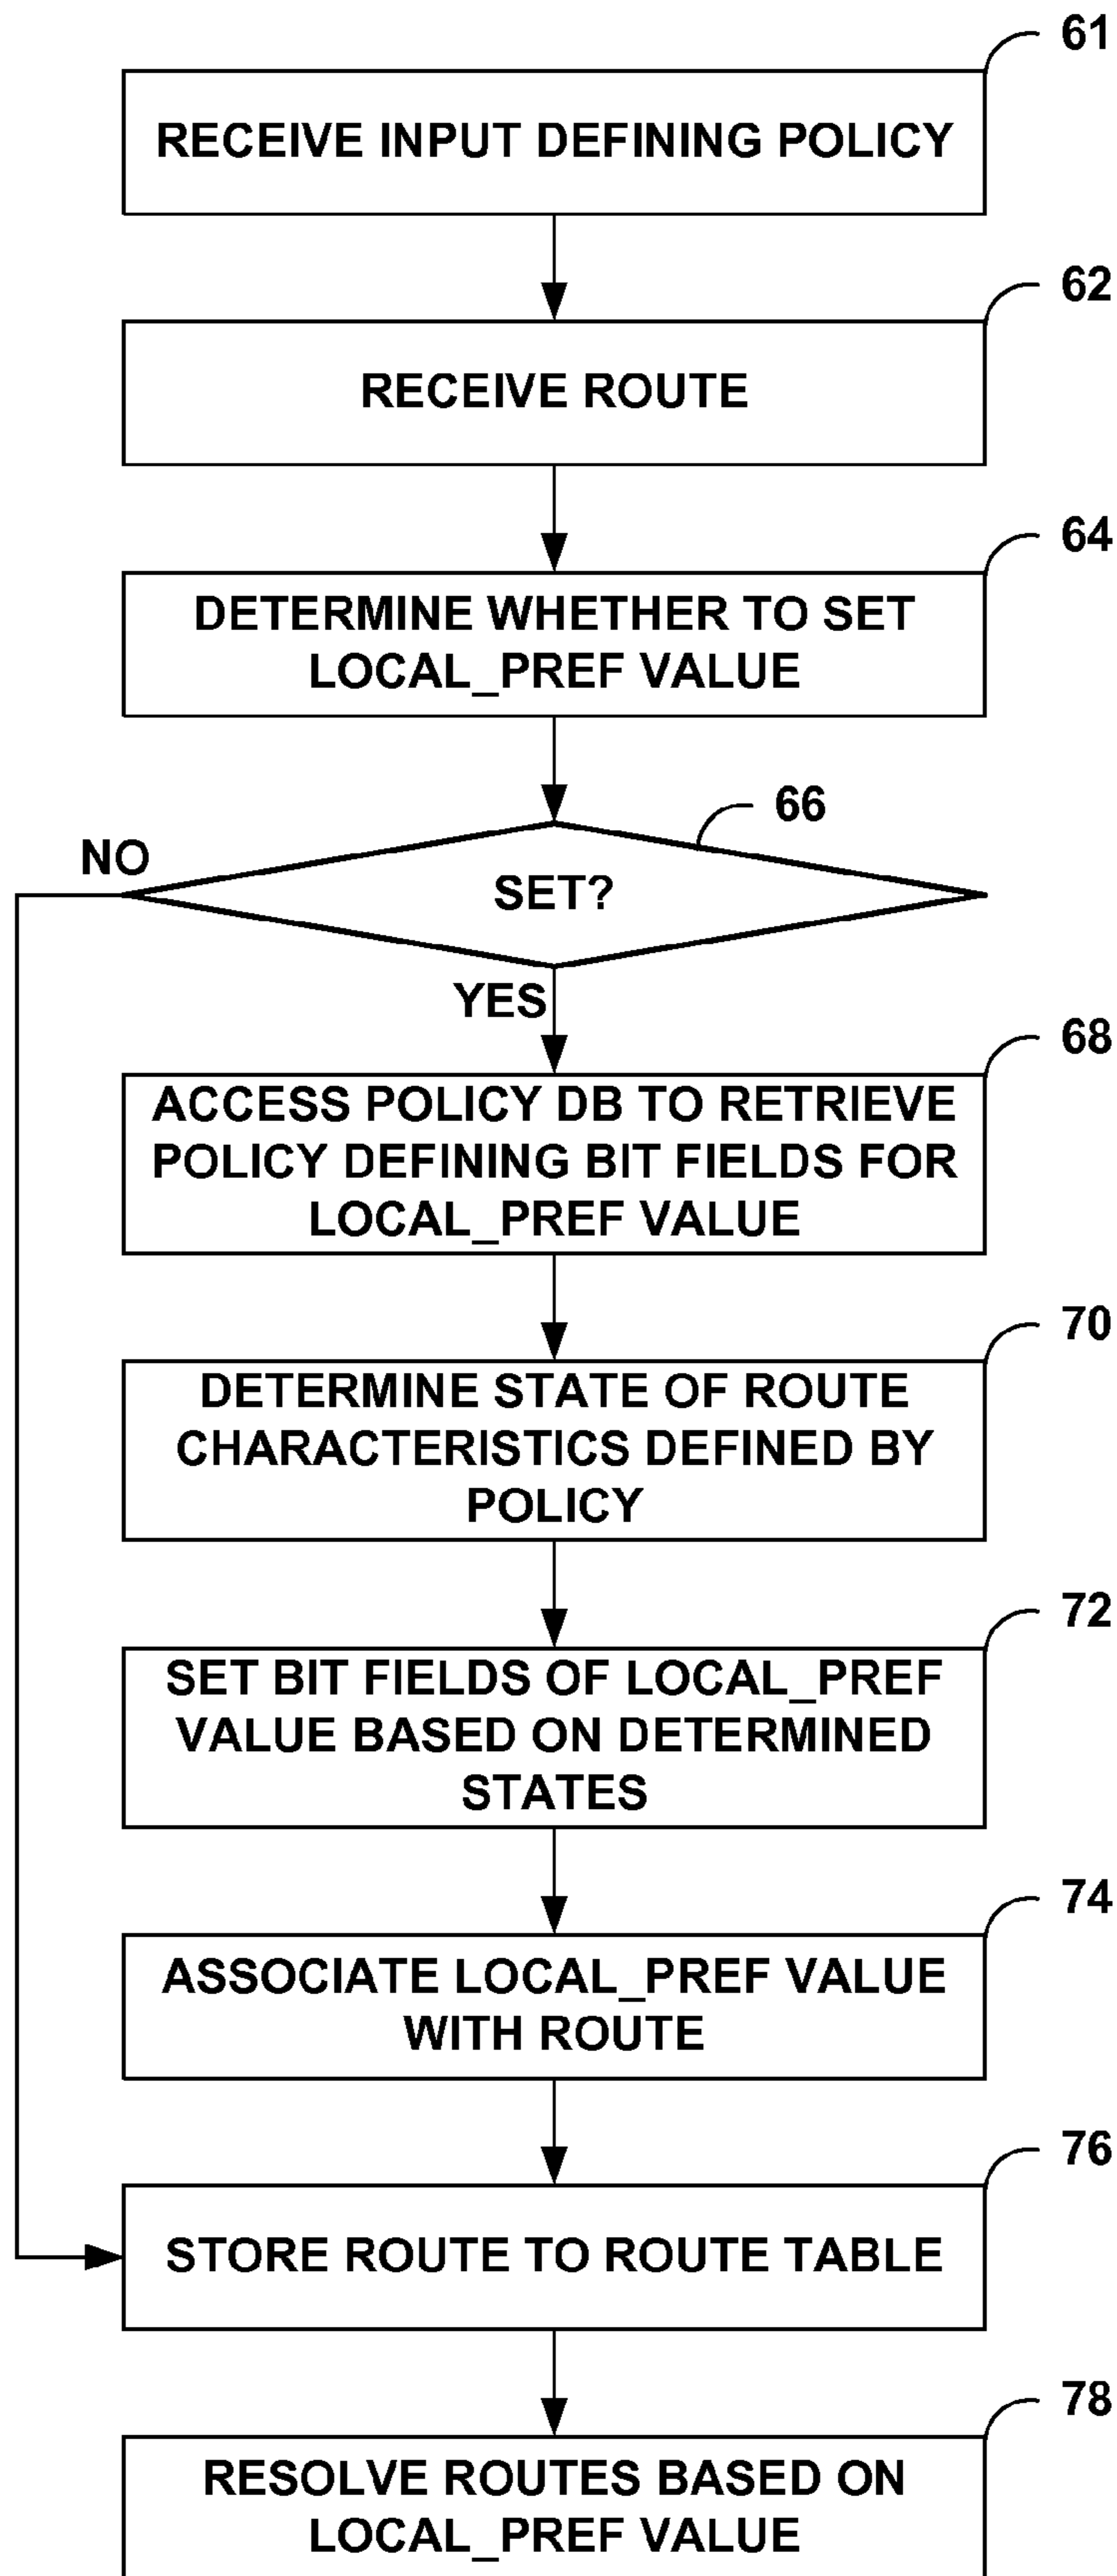 61
RECEIVE INPUT DEFINING POLICY
62
RECEIVE ROUTE
64
DETERMINE WHETHER TO SET
LOCAL_PREF VALUE
66
NO
SET?
YES
68
ACCESS POLICY DB TO RETRIEVE
POLICY DEFINING BIT FIELDS FOR
LOCAL_PREF VALUE
70
DETERMINE STATE OF ROUTE
CHARACTERISTICS DEFINED BY
POLICY
72
SET BIT FIELDS OF LOCAL_PREF
VALUE BASED ON DETERMINED
STATES
74
ASSOCIATE LOCAL_PREF VALUE
WITH ROUTE
76
STORE ROUTE TO ROUTE TABLE
78
RESOLVE ROUTES BASED ON
LOCAL_PREF VALUE